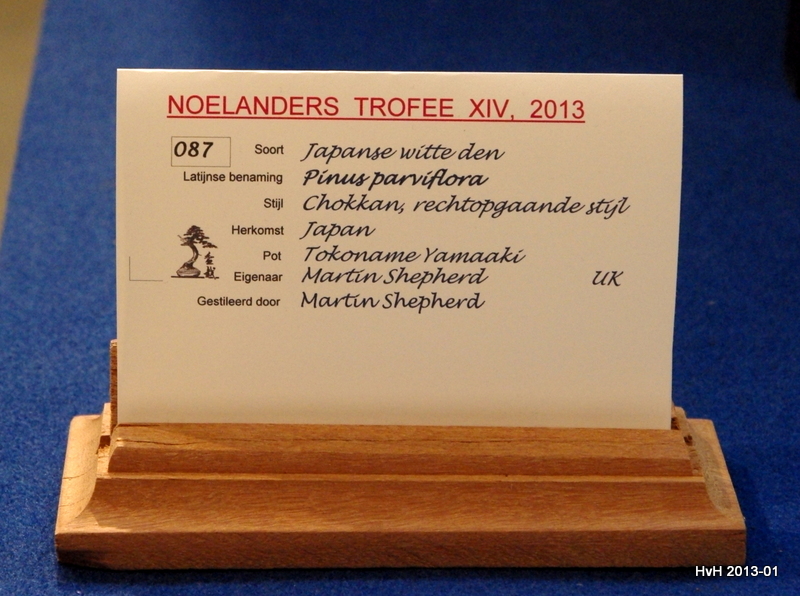 NOELANDERS TROFEE XIV, 2013
087 Soort Japanse witte den
Latijnse benaming Pinus parviflora
Stijl Chokkan, rechtopgaande stijl
Herkomst Japan
Pot Tokoname Yamaaki
Eigenaar Martin Shepherd UK
Gestileerd door Martin Shepherd
HvH 2013-01